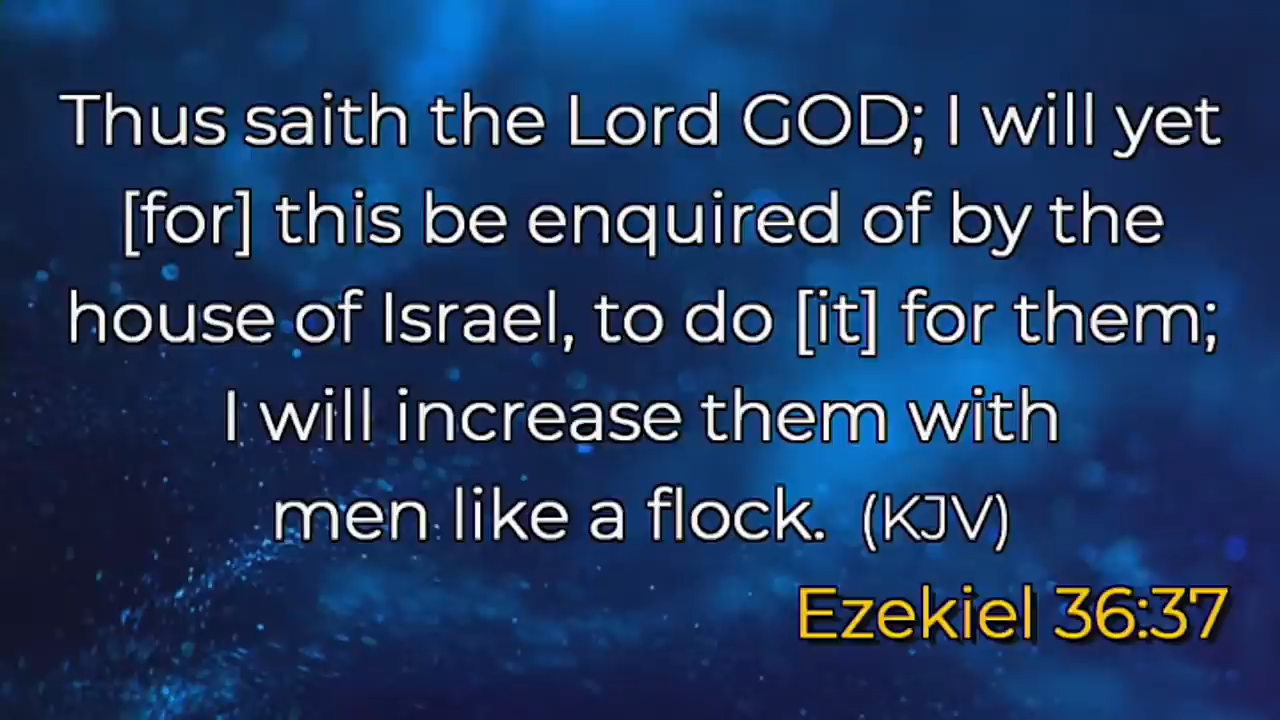 Thus saith the Lord GOD; I will yet
[for] this be enquired of by the
house of Israel, to do [it] for them;
I will increase them with
men like a flock. (KJV)
Ezekiel 36:37